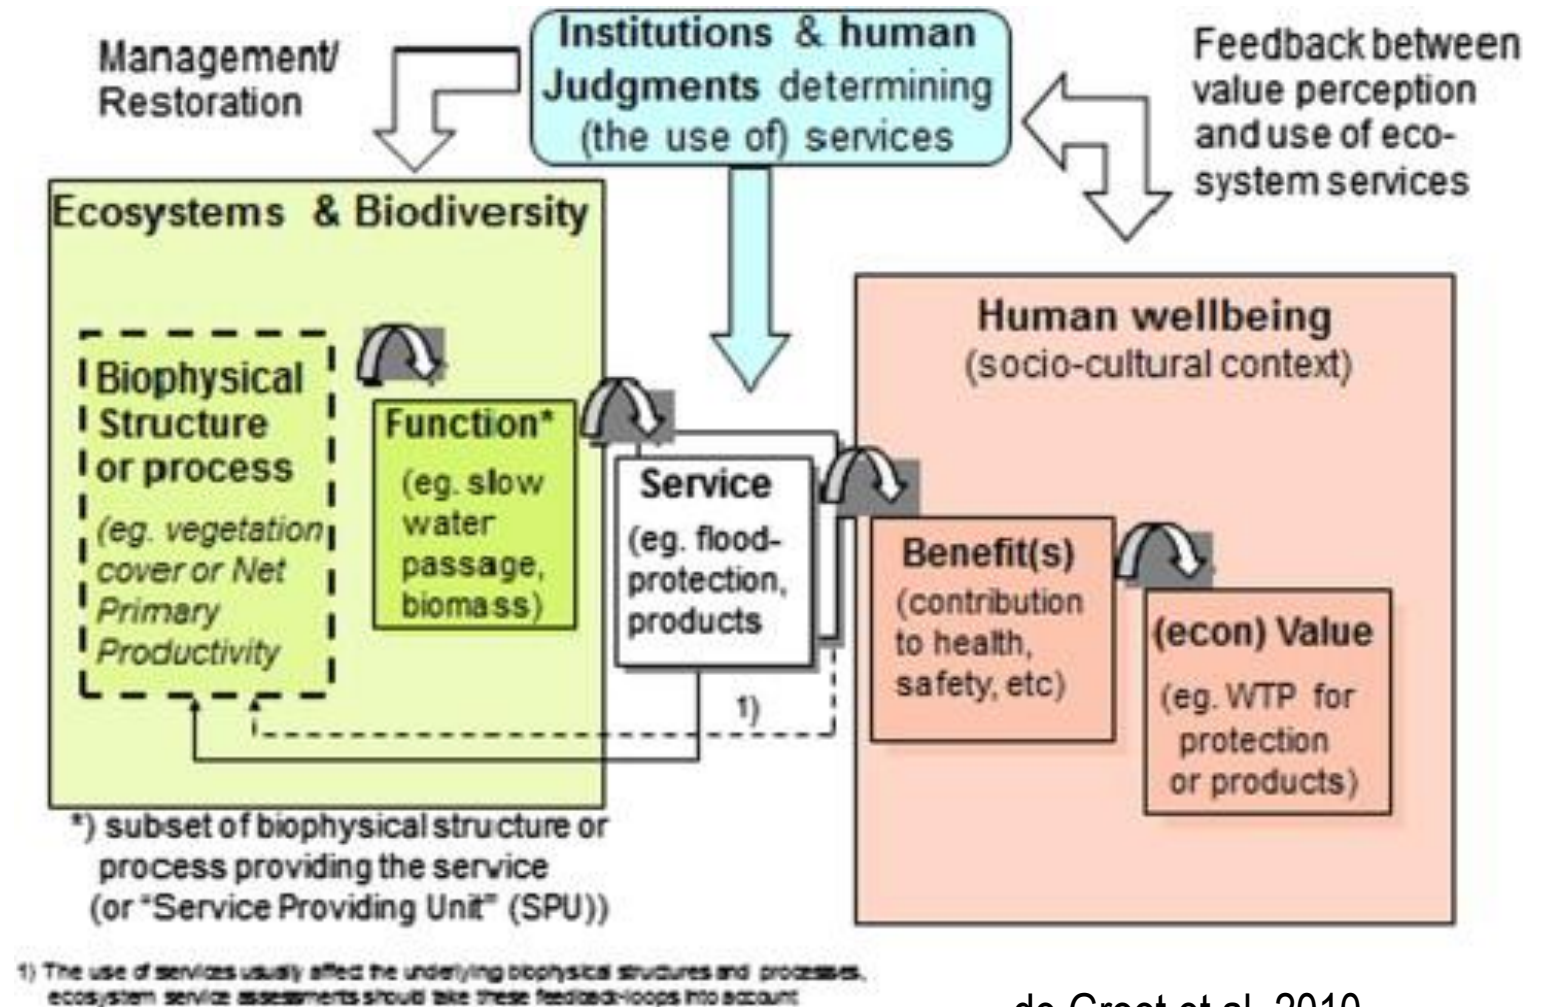 Management/
Restoration
Institutions & human
Judgments determining
(the use of) services
Feedback between
value perception
and use of eco-
system services
Ecosystems & Biodiversity
Biophysical
Structure
or process
(eg. vegetation
cover or Net
Primary
Productivity
Function*
(eg. slow
water
passage,
biomass)
Service
(eg. flood-
protection,
products
1)
Human wellbeing
(socio-cultural context)
Benefit(s)
(contribution
to health,
safety, etc)
(econ) Value
(eg. WTP for
protection
or products)
*) subset of biophysical structure or
process providing the service
(or "Service Providing Unit" (SPU))
1) The use of services usually affect the underlying biophysical structures and processes,
ecosystem service assessments should take these feedback-loops into account
de Groot et al. 2010